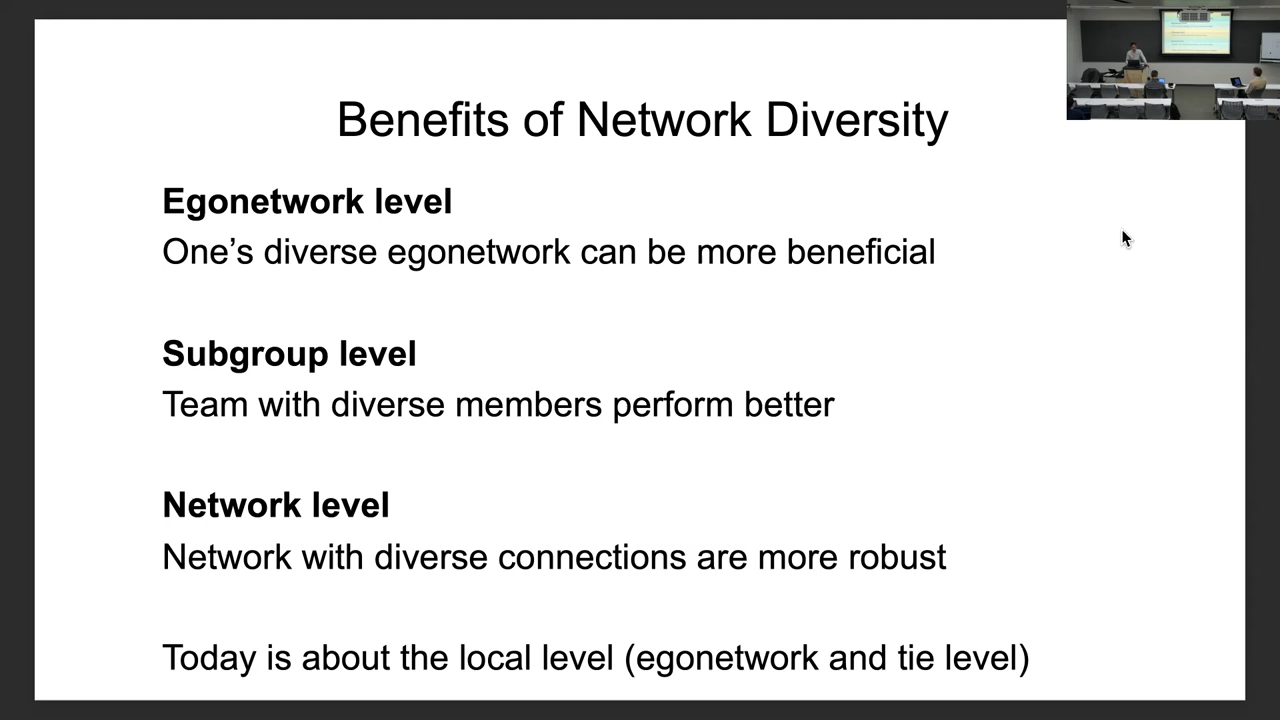 Benefits of Network Diversity
Egonetwork level
One’s diverse egonetwork can be more beneficial
Subgroup level
Team with diverse members perform better
Network level
Network with diverse connections are more robust
Today is about the local level (egonetwork and tie level)